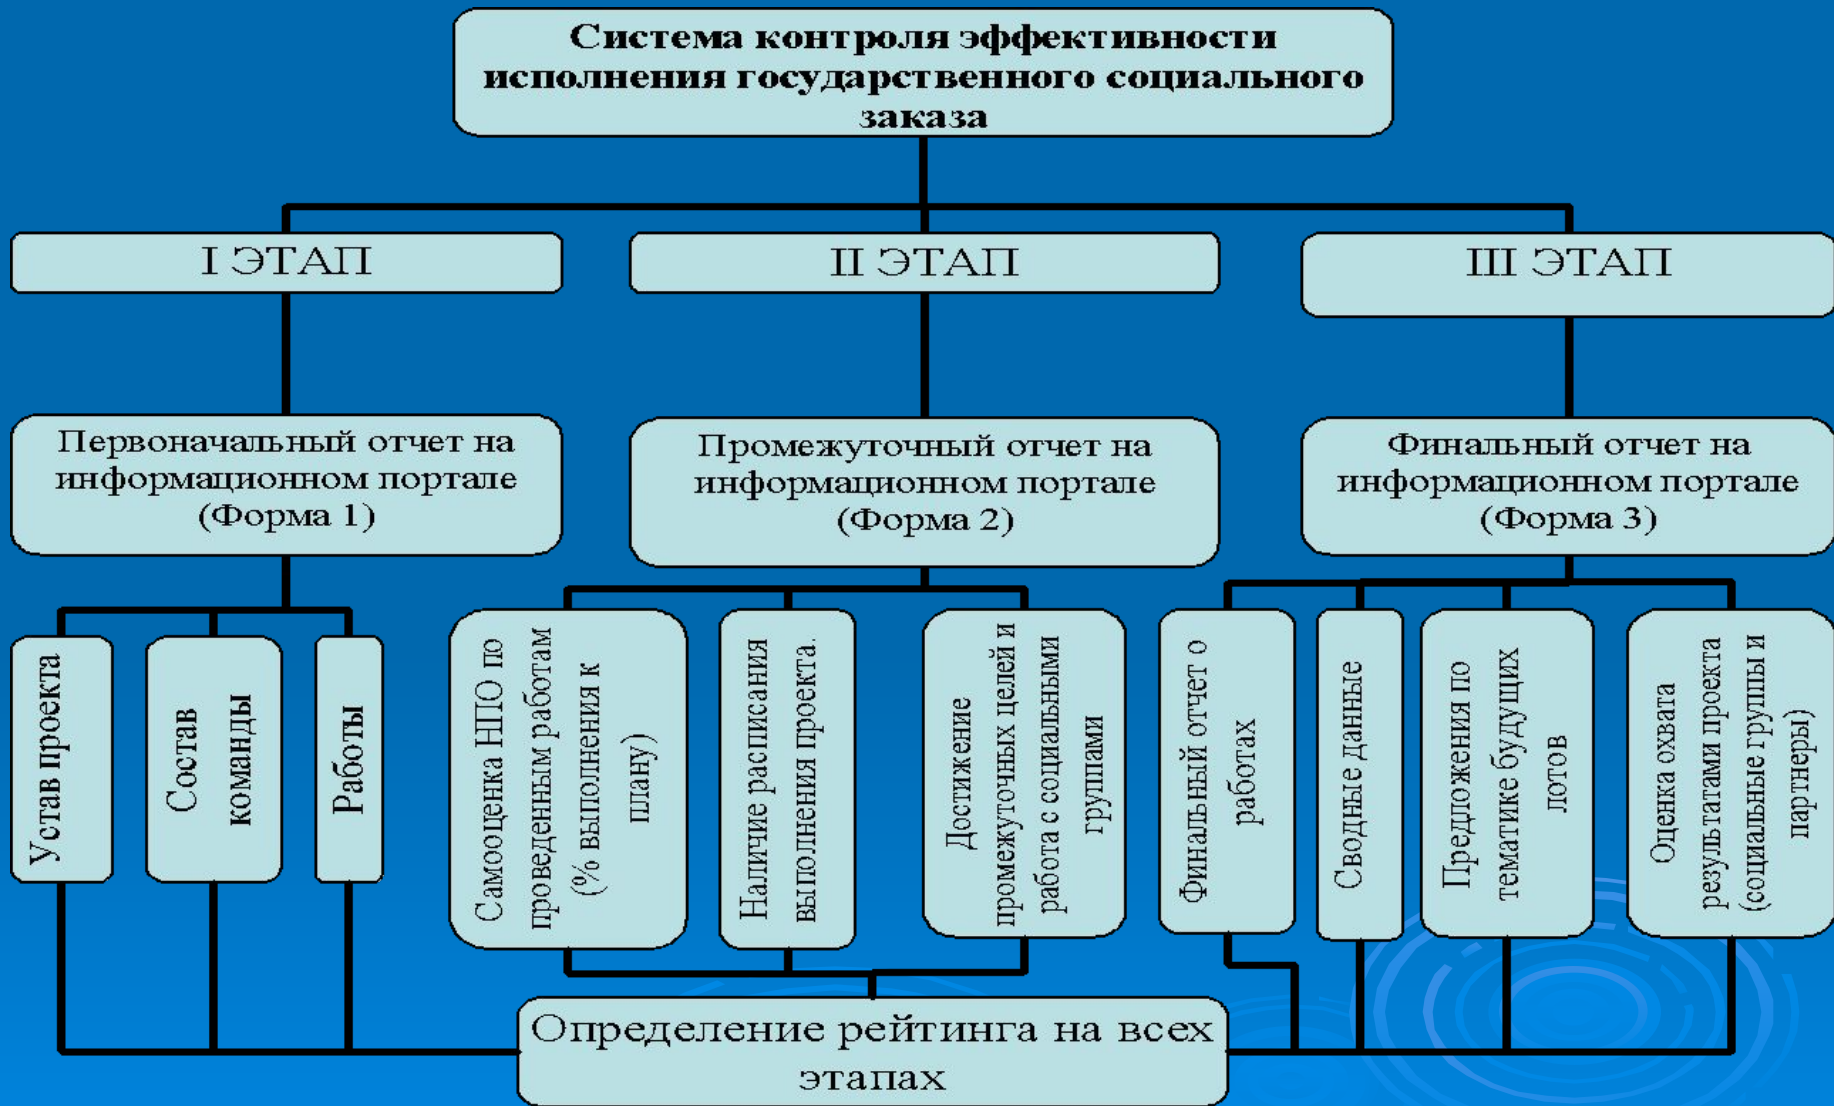 Система контроля эффективности
исполнения государственного социального
заказа
I ЭТАП
II ЭТАП
III ЭТАП
Первоначальный отчет на
информационном портале
(Форма 1)
Промежуточный отчет на
информационном портале
(Форма 2)
Финальный отчет на
информационном портале
(Форма 3)
Устав проекта
Состав
команды
Работы
Самооценка НПО по
проведенным работам
(% выполнения к
плану)
Наличие расписания
выполнения проекта.
Достижение
промежуточных целей и
работа с социальными
группами
Финальный отчет о
работах
Сводные данные
Предложения по
тематике будущих
лотов
Оценка охвата
результатами проекта
(социальные группы и
партнеры)
Определение рейтинга на всех
этапах